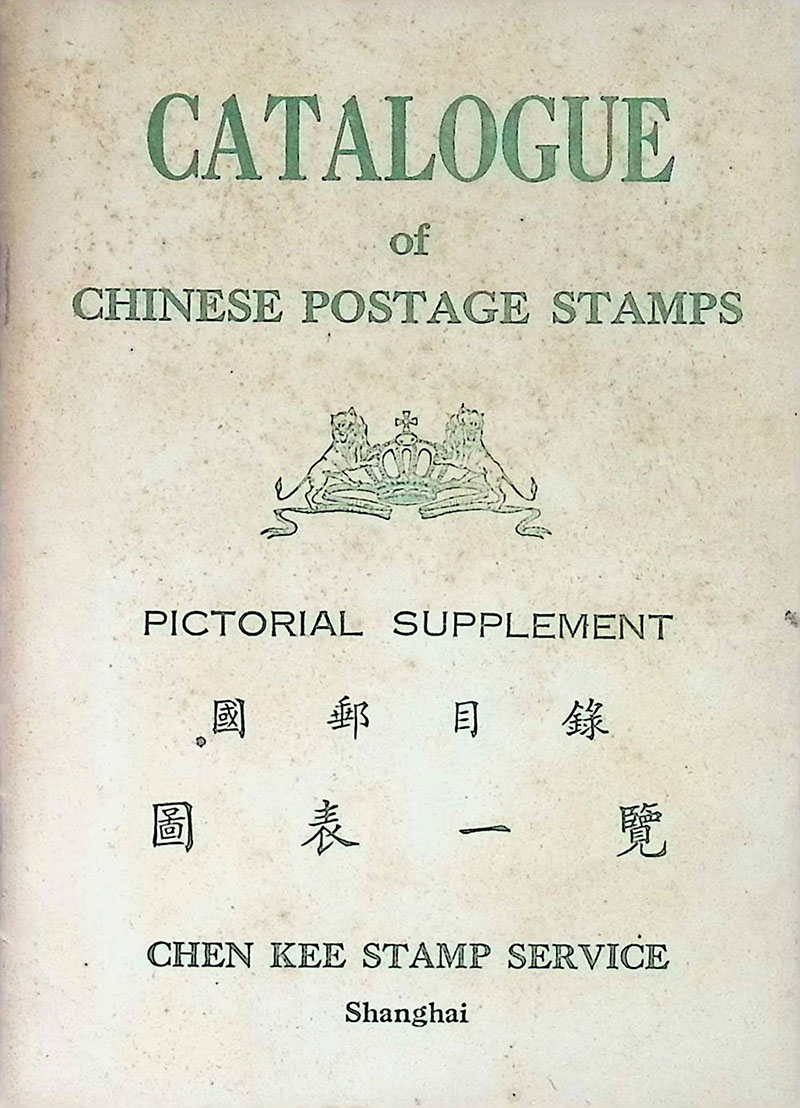 CATALOGUE
of
CHINESE POSTAGE STAMPS
PICTORIAL SUPPLEMENT
國郵目錄
圖表一覽
CHEN KEE STAMP SERVICE
Shanghai